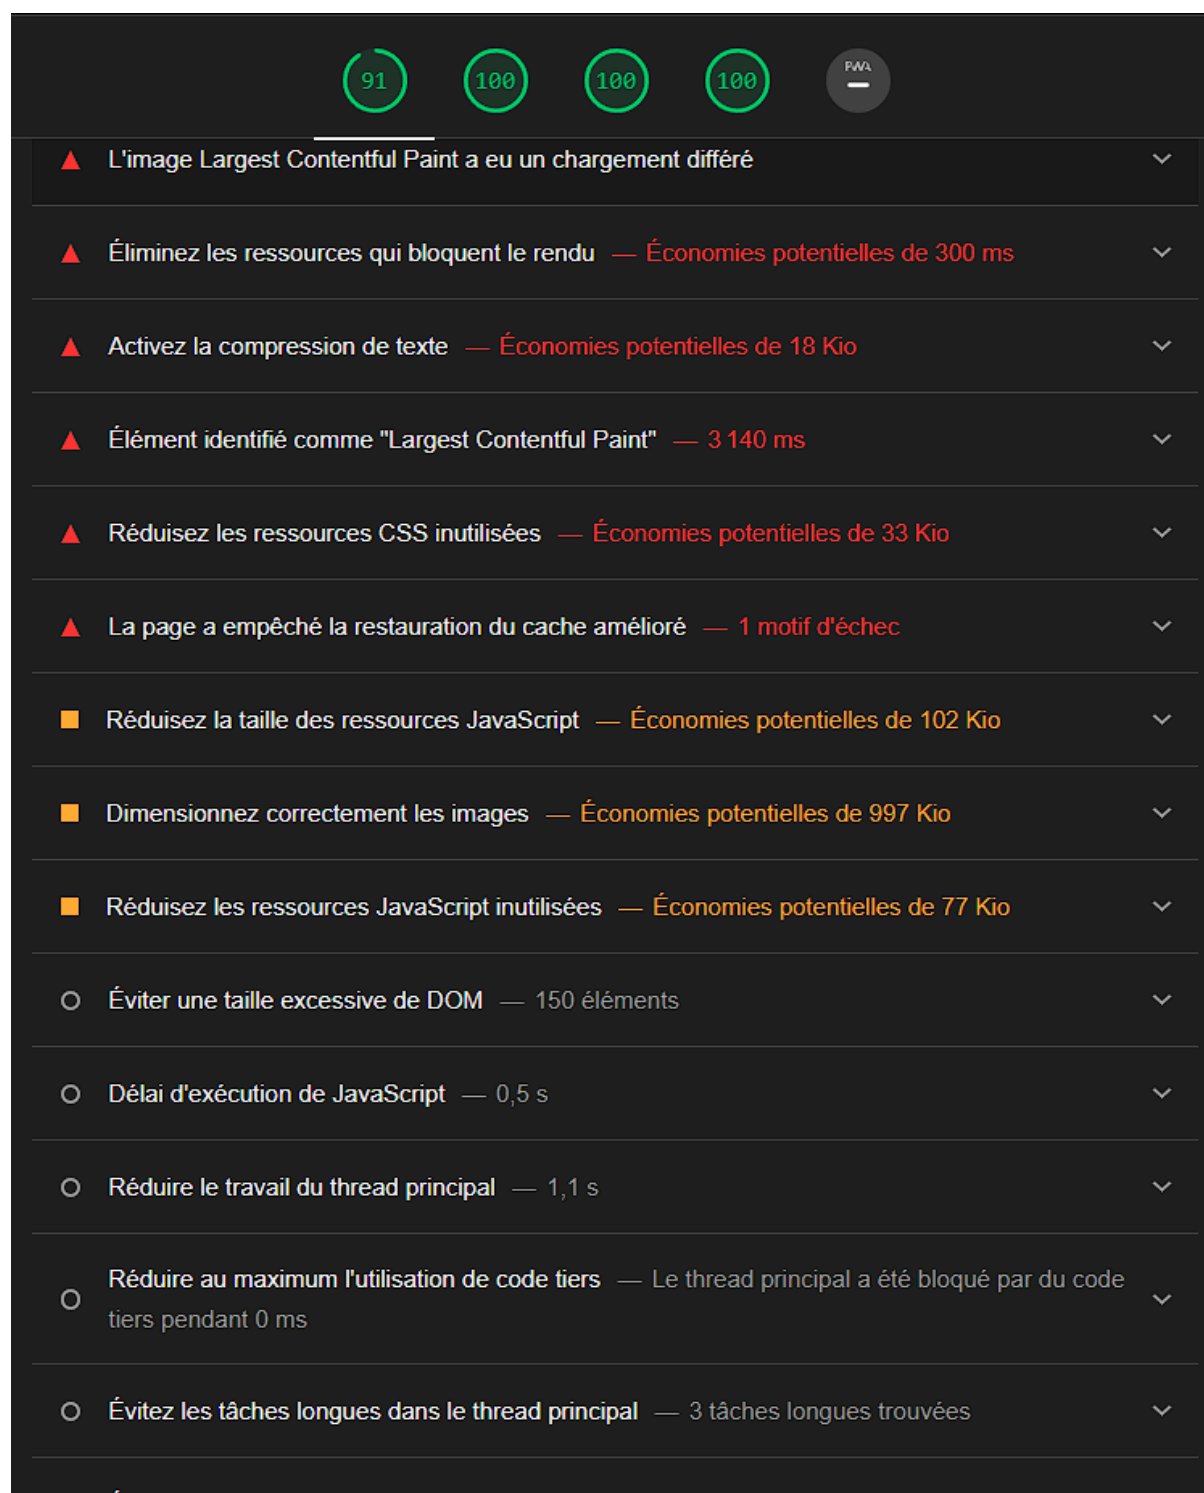 91
100
100
100
PWA
L'image Largest Contentful Paint a eu un chargement différé
Éliminez les ressources qui bloquent le rendu — Économies potentielles de 300 ms
Activez la compression de texte — Économies potentielles de 18 Kio
Élément identifié comme "Largest Contentful Paint" — 3 140 ms
Réduisez les ressources CSS inutilisées — Économies potentielles de 33 Kio
La page a empêché la restauration du cache amélioré — 1 motif d'échec
Réduisez la taille des ressources JavaScript — Économies potentielles de 102 Kio
Dimensionnez correctement les images — Économies potentielles de 997 Kio
Réduisez les ressources JavaScript inutilisées — Économies potentielles de 77 Kio
Éviter une taille excessive de DOM — 150 éléments
Délai d'exécution de JavaScript — 0,5 s
Réduire le travail du thread principal — 1,1 s
Réduire au maximum l'utilisation de code tiers — Le thread principal a été bloqué par du code
tiers pendant 0 ms
Évitez les tâches longues dans le thread principal — 3 tâches longues trouvées